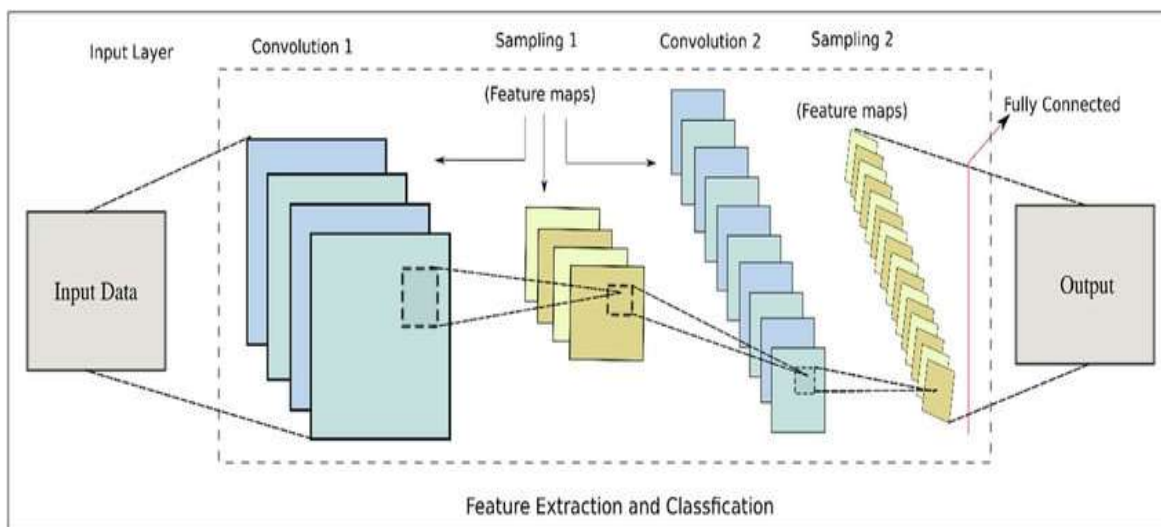 Input Layer
Convolution 1
Sampling 1
Convolution 2
Sampling 2
(Feature maps)
(Feature maps)
Fully Connected
Input Data
Output
Feature Extraction and Classfication